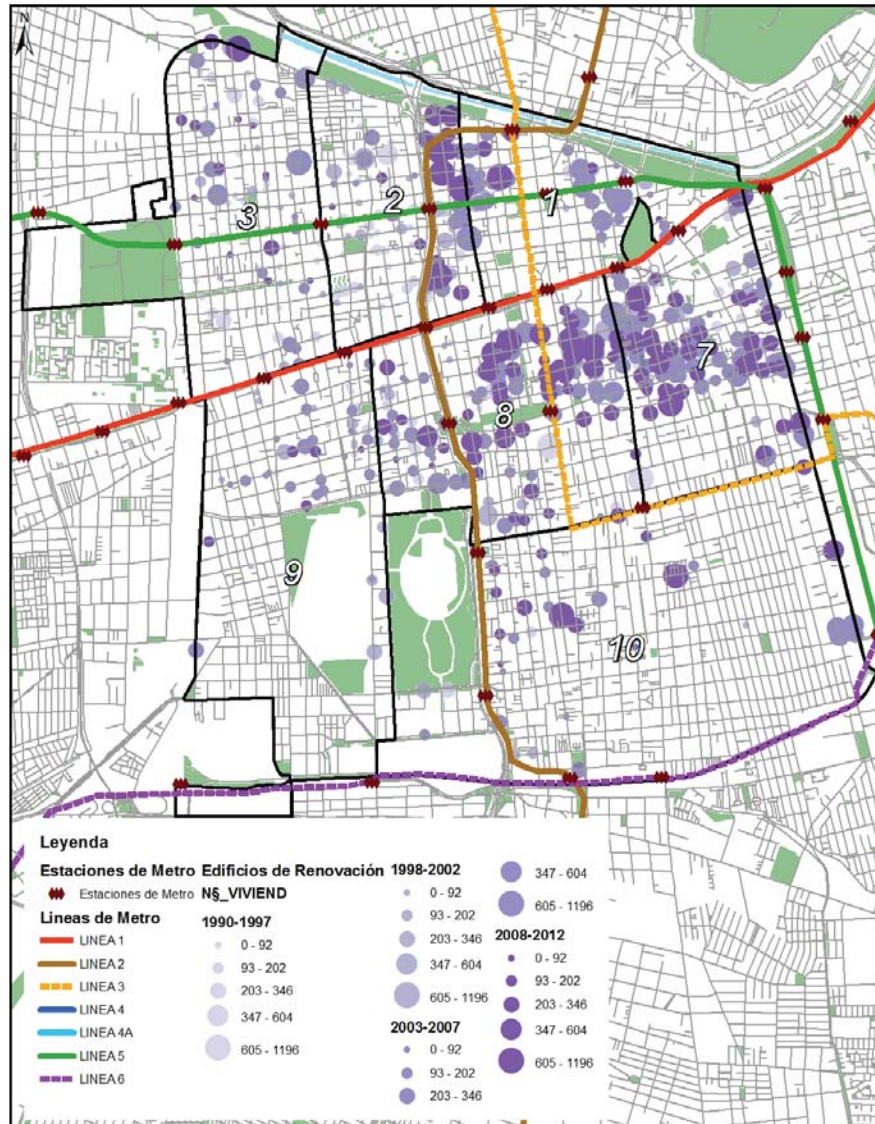 N
3
2
1
7
8
9
10
Leyenda
Estaciones de Metro
Estaciones de Metro
Lineas de Metro
LINEA 1
LINEA 2
LINEA 3
LINEA 4
LINEA 4A
LINEA 5
LINEA 6
Edificios de Renovación
N§_VIVIEND
1990-1997
0 - 92
93 - 202
203 - 346
347 - 604
605 - 1196
1998-2002
0 - 92
93 - 202
203 - 346
347 - 604
605 - 1196
2003-2007
0 - 92
93 - 202
203 - 346
347 - 604
605 - 1196
2008-2012
0 - 92
93 - 202
203 - 346
347 - 604
605 - 1196